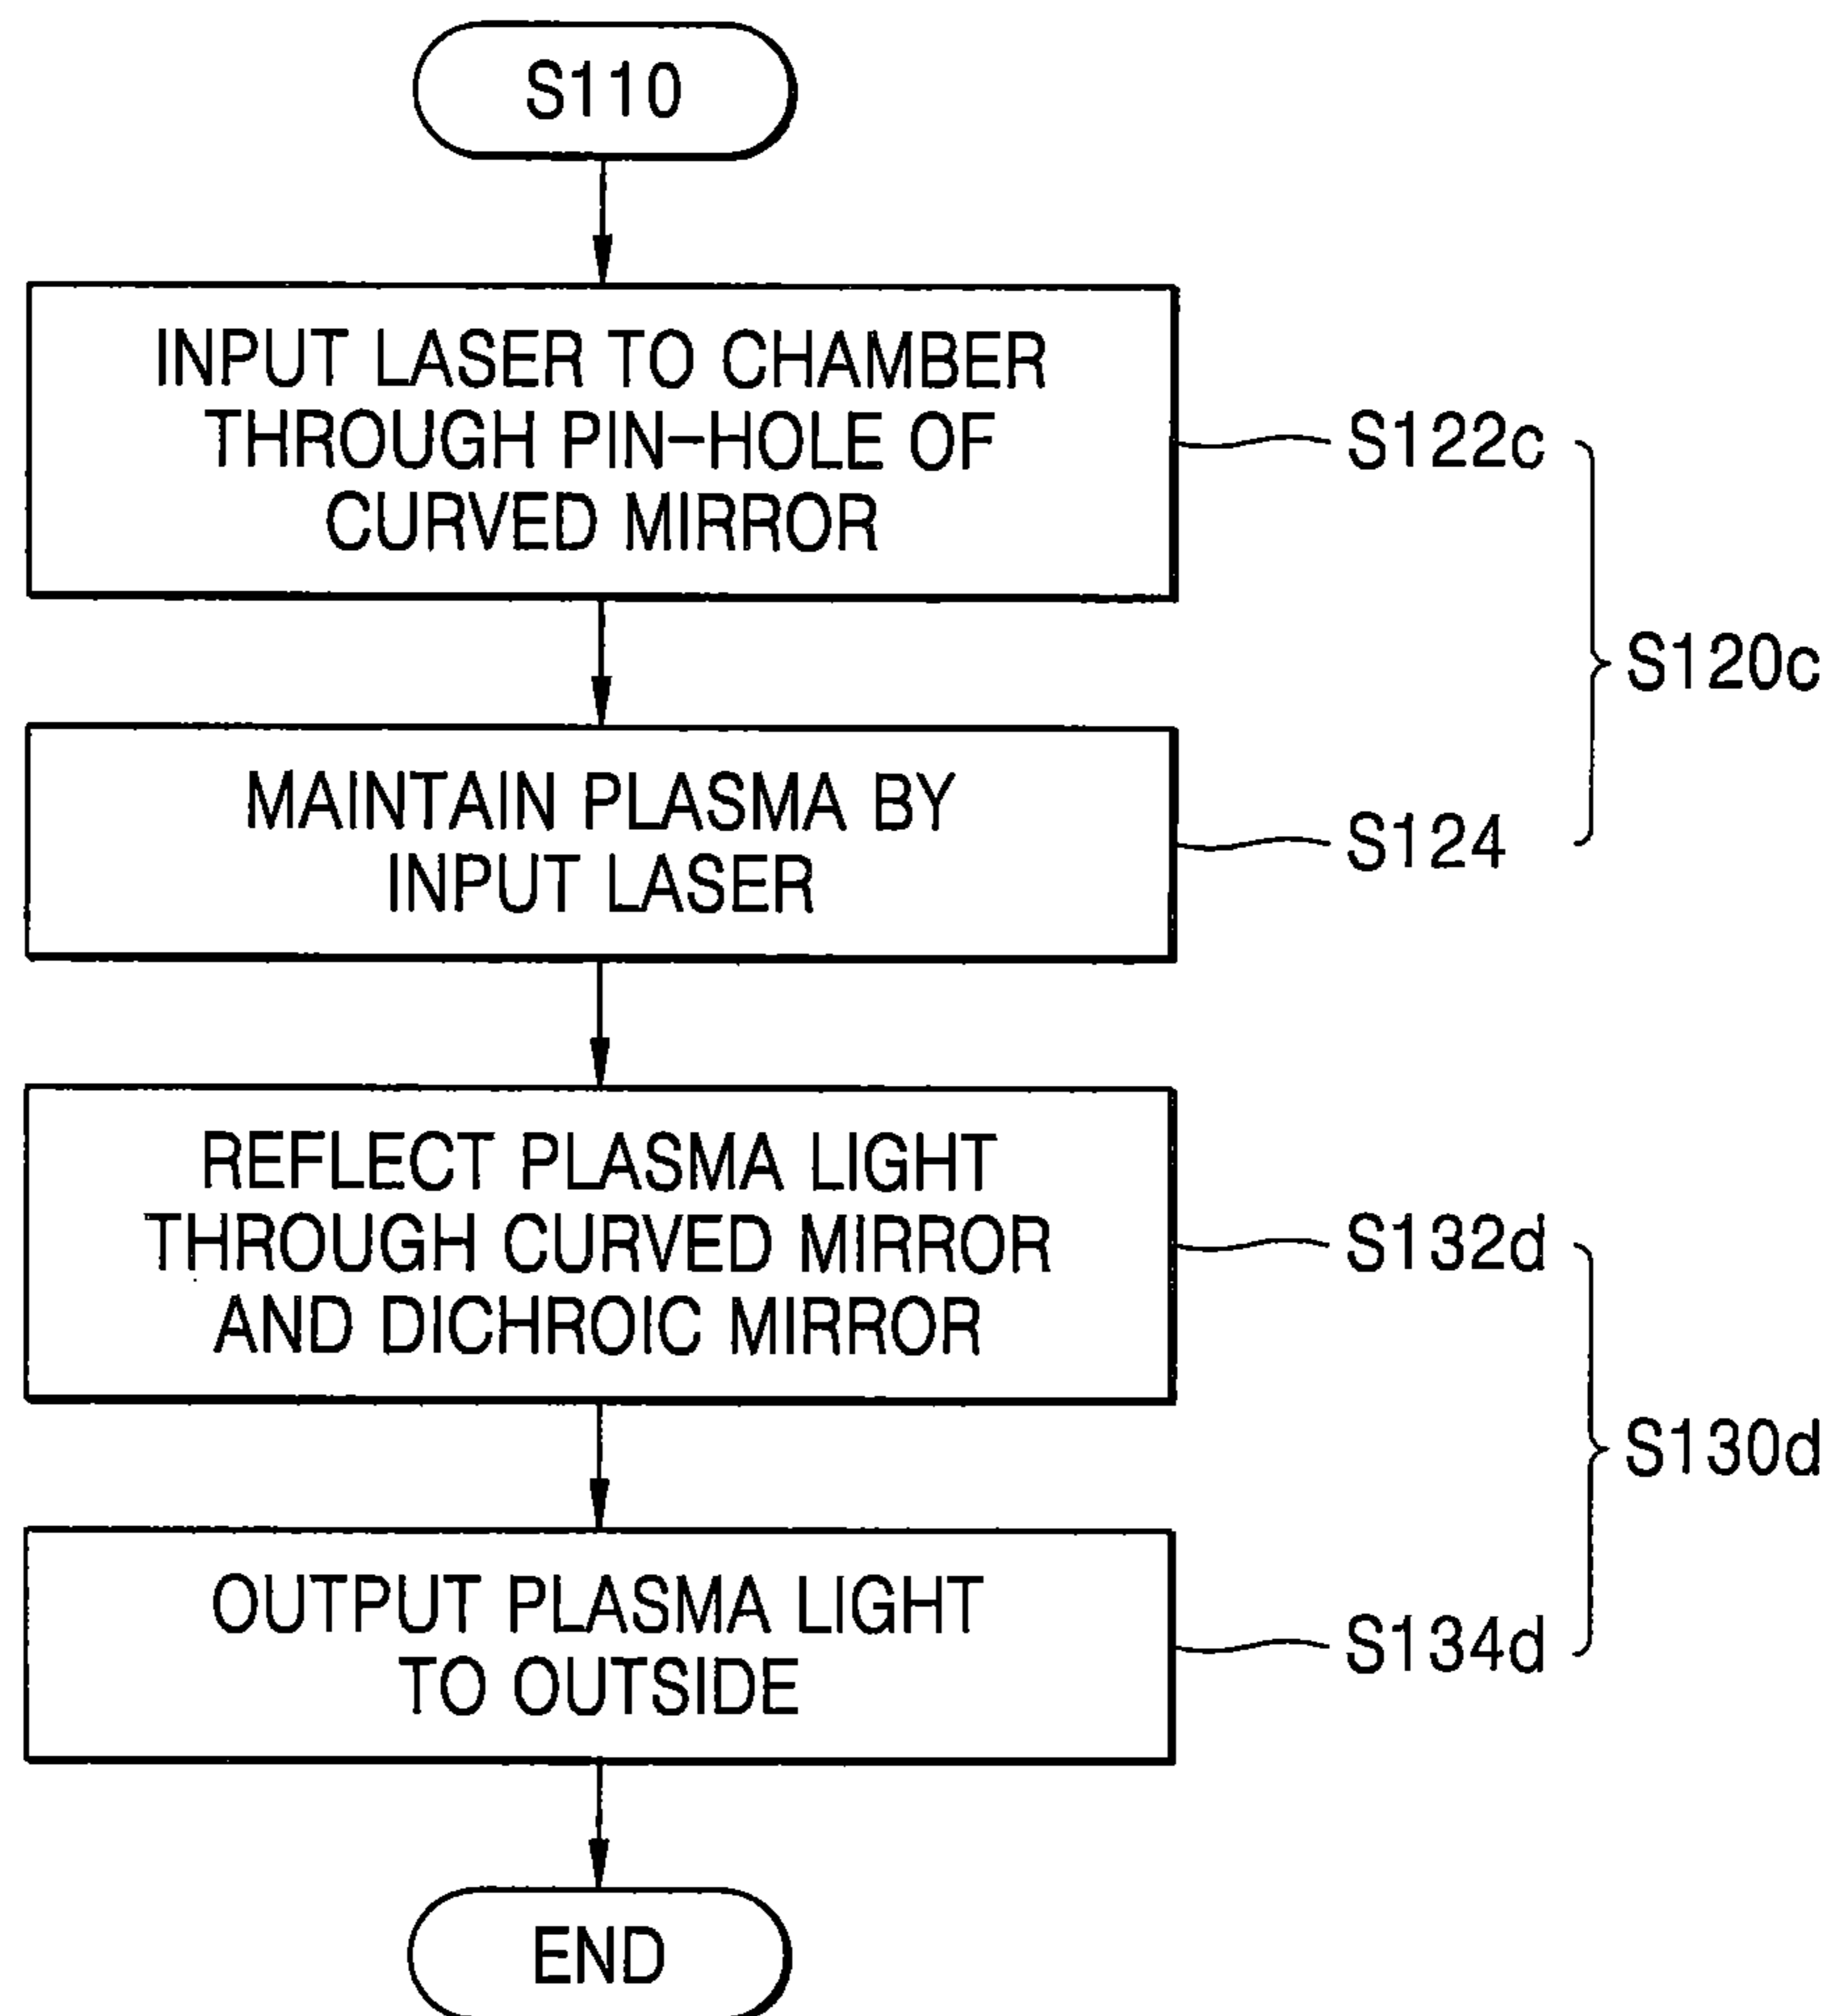 S110
INPUT LASER TO CHAMBER
THROUGH PIN-HOLE OF
CURVED MIRROR
S122c
S120c
MAINTAIN PLASMA BY
INPUT LASER
S124
REFLECT PLASMA LIGHT
THROUGH CURVED MIRROR
AND DICHROIC MIRROR
S132d
S130d
OUTPUT PLASMA LIGHT
TO OUTSIDE
S134d
END